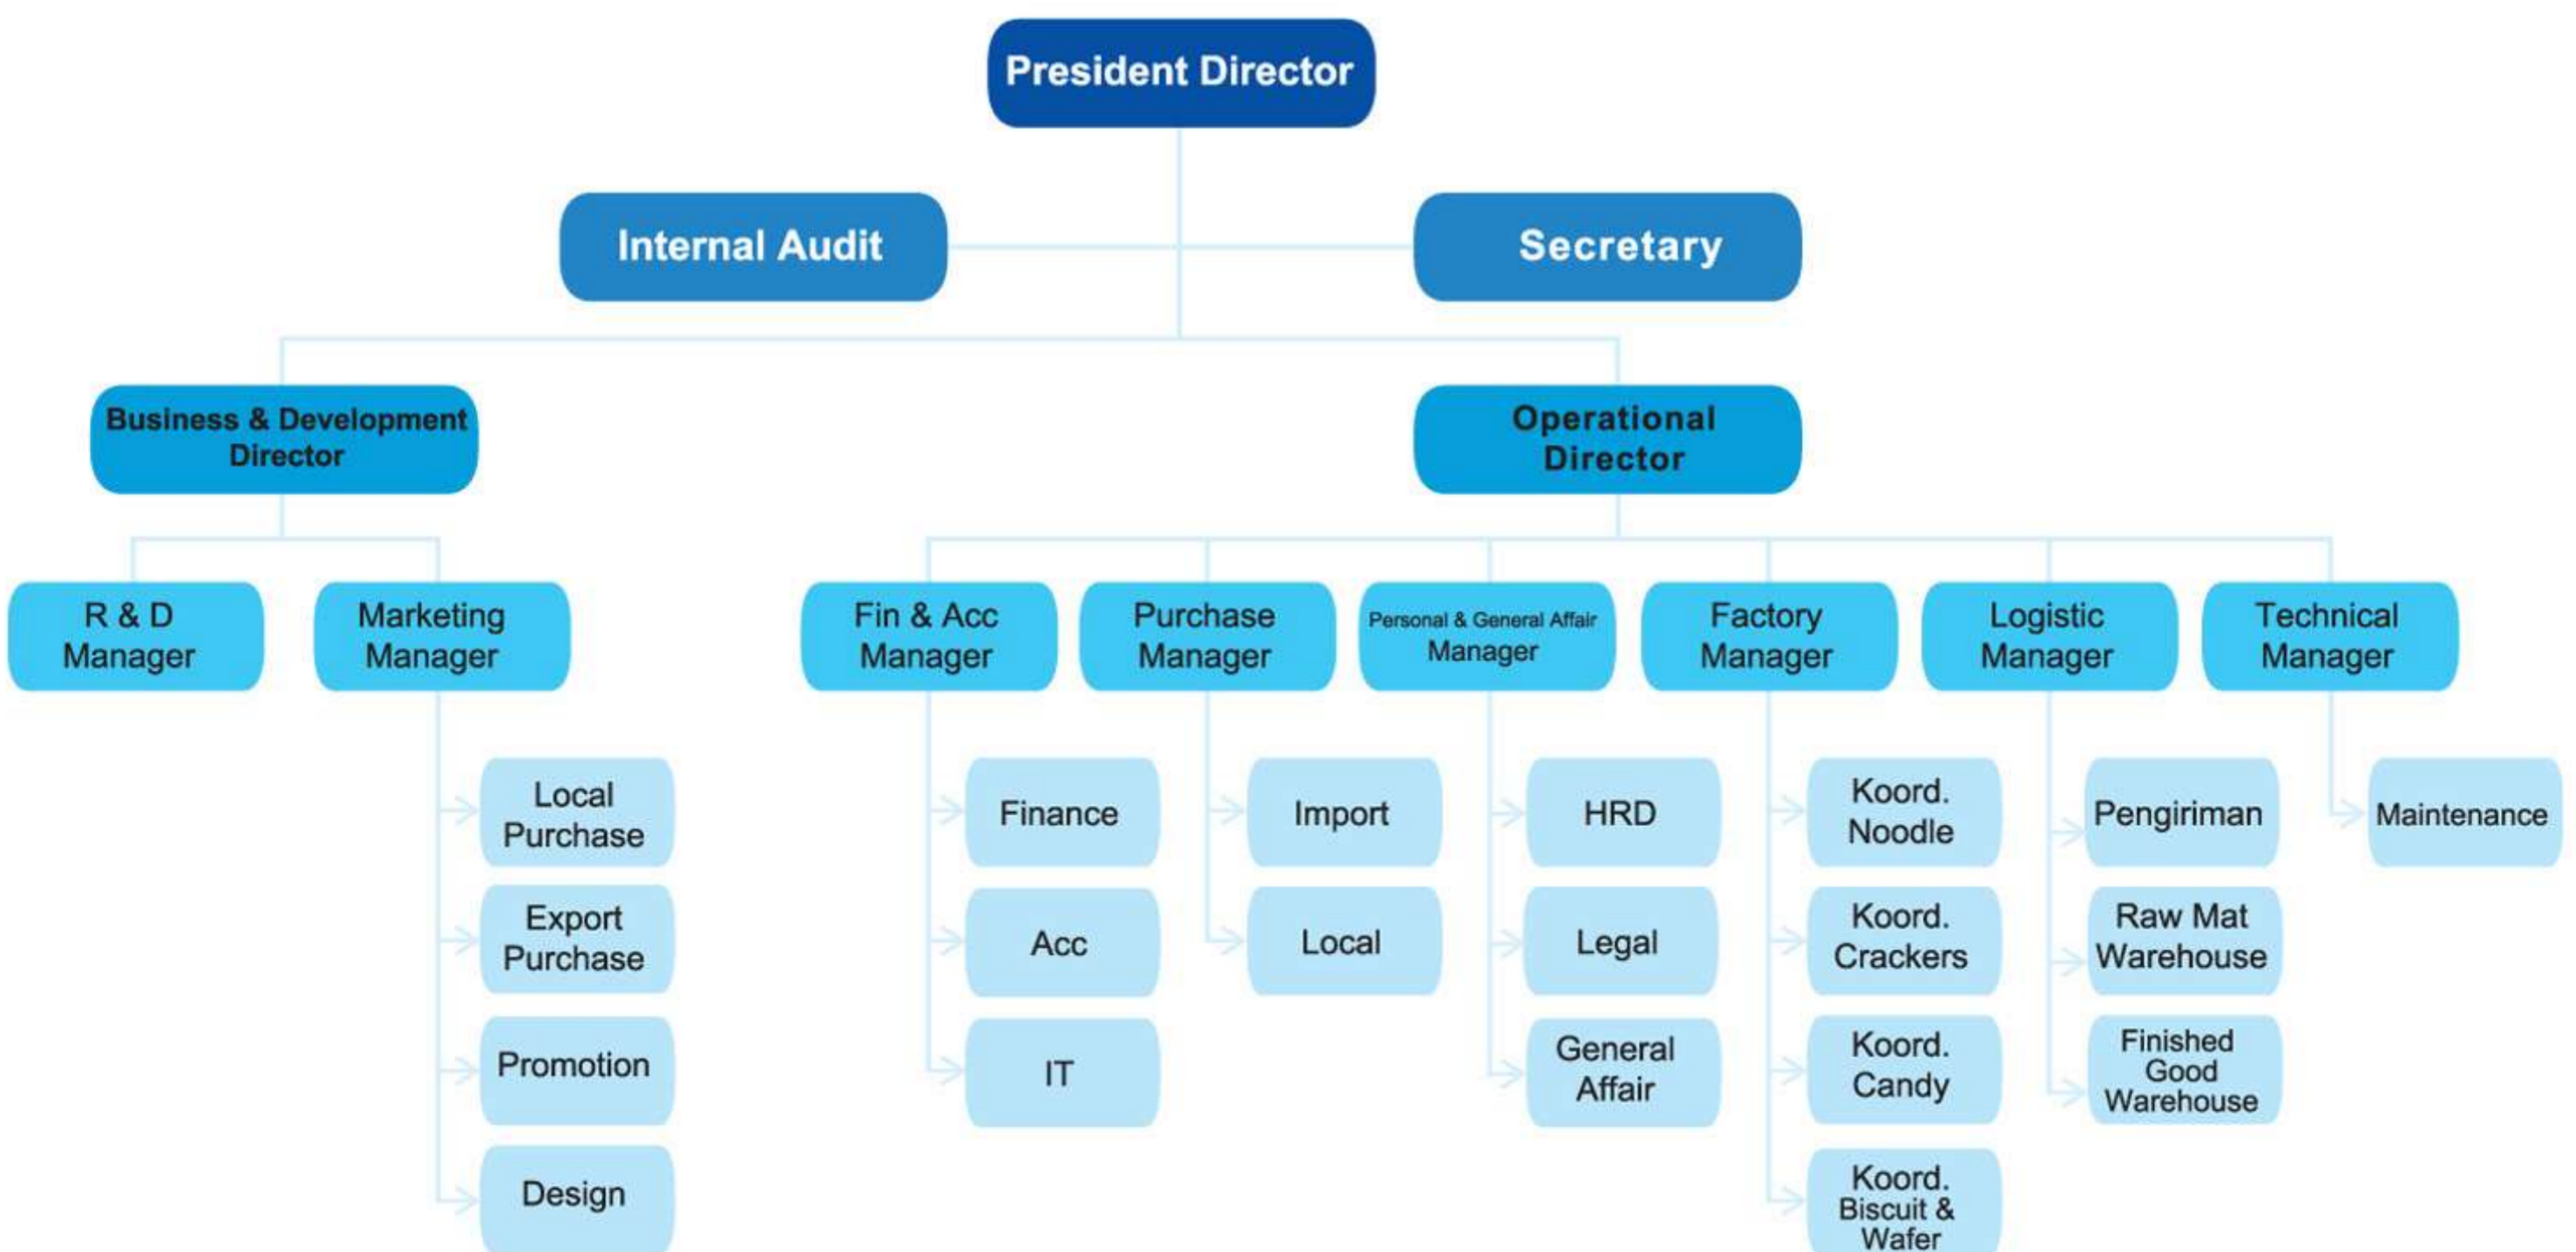 President Director
Internal Audit
Secretary
Business & Development
Director
Operational
Director
R & D
Manager
Marketing
Manager
Fin & Acc
Manager
Purchase
Manager
Personal & General Affair
Manager
Factory
Manager
Logistic
Manager
Technical
Manager
Local
Purchase
Export
Purchase
Promotion
Design
Finance
Acc
IT
Import
Local
HRD
Legal
General
Affair
Koord.
Noodle
Koord.
Crackers
Koord.
Candy
Koord.
Biscuit &
Wafer
Pengiriman
Raw Mat
Warehouse
Finished
Good
Warehouse
Maintenance